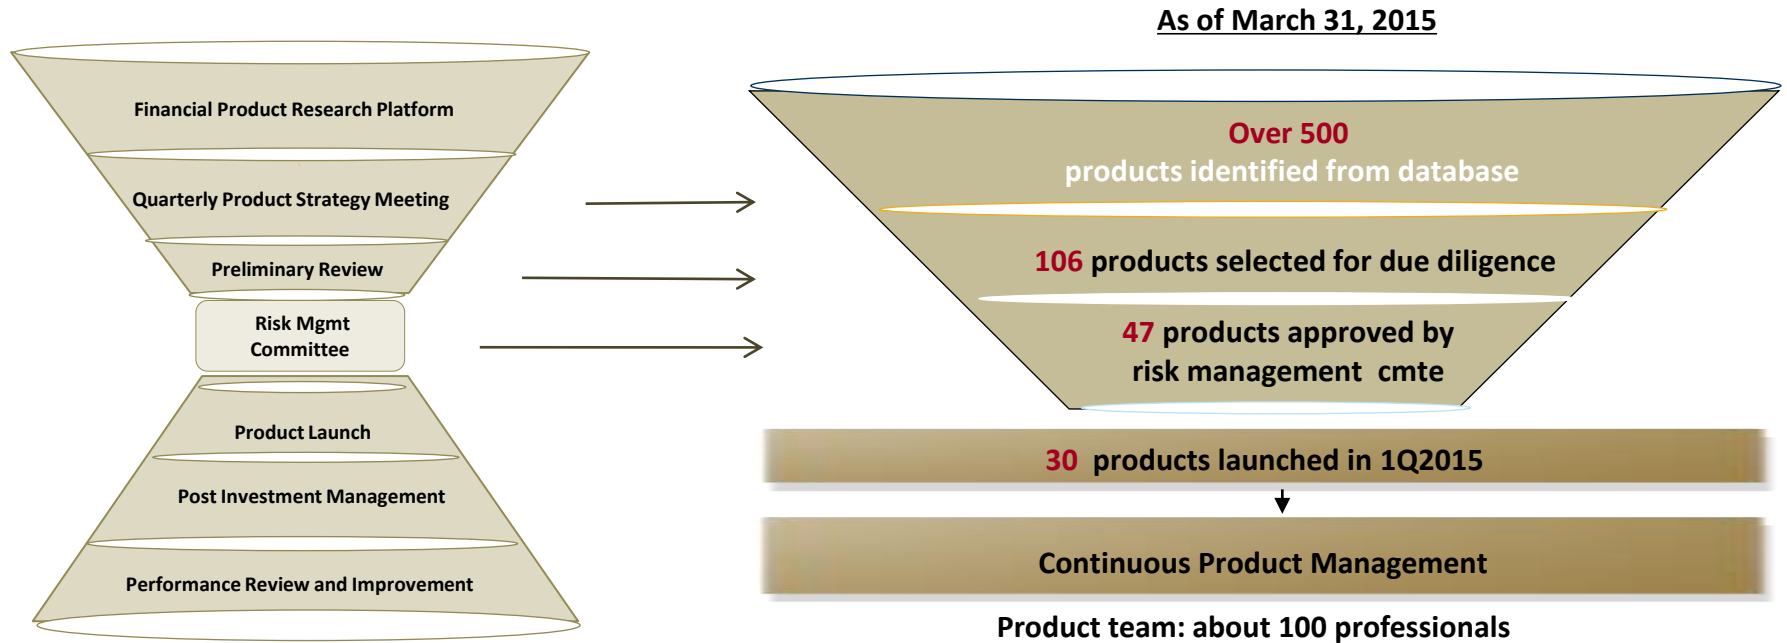 As of March 31, 2015
Financial Product Research Platform
Quarterly Product Strategy Meeting
Preliminary Review
Risk Mgmt
Committee
Product Launch
Post Investment Management
Performance Review and Improvement
Over 500
products identified from database
106 products selected for due diligence
47 products approved by
risk management cmte
30 products launched in 1Q2015
Continuous Product Management
Product team: about 100 professionals